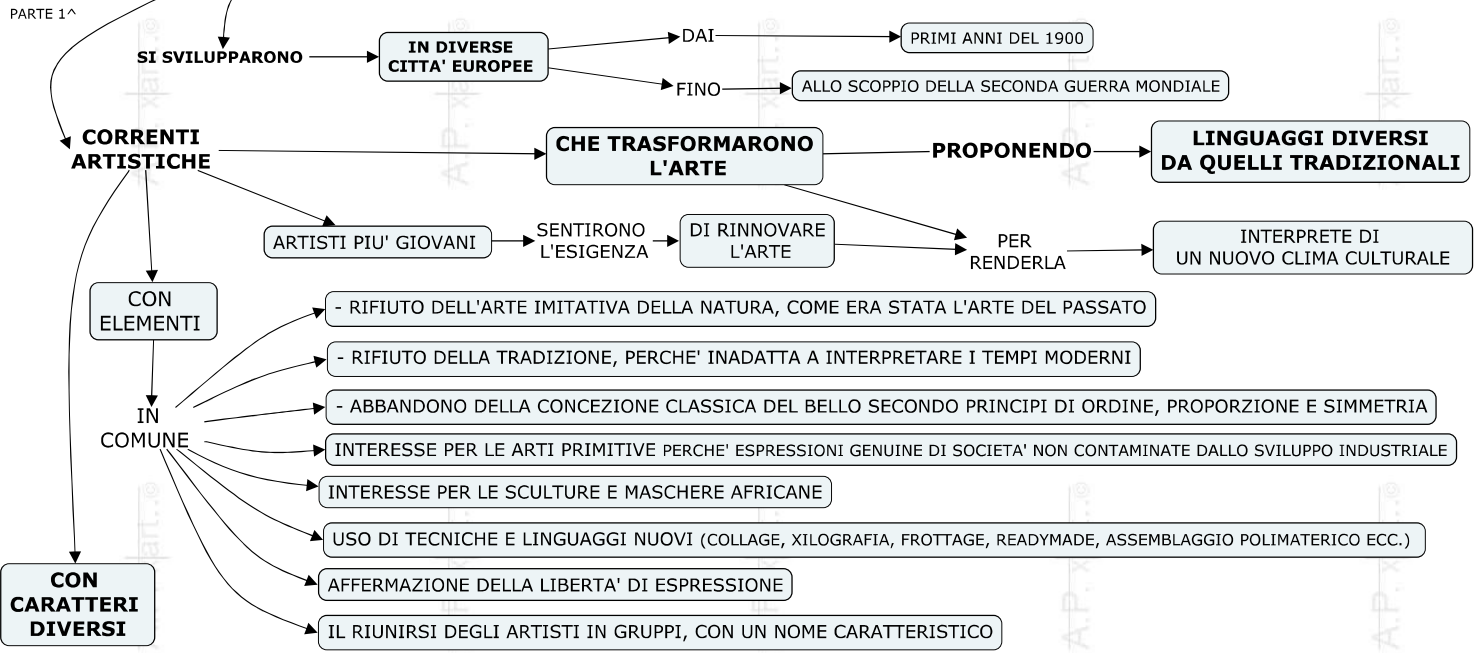 PARTE 1^
SI SVILUPPARONO
IN DIVERSE
CITTA' EUROPEE
DAI
PRIMI ANNI DEL 1900
FINO
ALLO SCOPPIO DELLA SECONDA GUERRA MONDIALE
CORRENTI
ARTISTICHE
CHE TRASFORMARONO
L'ARTE
PROPONENDO
LINGUAGGI DIVERSI
DA QUELLI TRADIZIONALI
ARTISTI PIU' GIOVANI
SENTIRONO
L'ESIGENZA
DI RINNOVARE
L'ARTE
PER
RENDERLA
INTERPRETE DI
UN NUOVO CLIMA CULTURALE
CON
ELEMENTI
IN
COMUNE
- RIFIUTO DELL'ARTE IMITATIVA DELLA NATURA, COME ERA STATA L'ARTE DEL PASSATO
- RIFIUTO DELLA TRADIZIONE, PERCHE' INADATTA A INTERPRETARE I TEMPI MODERNI
- ABBANDONO DELLA CONCEZIONE CLASSICA DEL BELLO SECONDO PRINCIPI DI ORDINE, PROPORZIONE E SIMMETRIA
INTERESSE PER LE ARTI PRIMITIVE PERCHE' ESPRESSIONI GENUINE DI SOCIETA' NON CONTAMINATE DALLO SVILUPPO INDUSTRIALE
INTERESSE PER LE SCULTURE E MASCHERE AFRICANE
USO DI TECNICHE E LINGUAGGI NUOVI (COLLAGE, XILOGRAFIA, FROTTAGE, READYMADE, ASSEMBLAGGIO POLIMATERICO ECC.)
AFFERMAZIONE DELLA LIBERTA' DI ESPRESSIONE
IL RIUNIRSI DEGLI ARTISTI IN GRUPPI, CON UN NOME CARATTERISTICO
CON
CARATTERI
DIVERSI